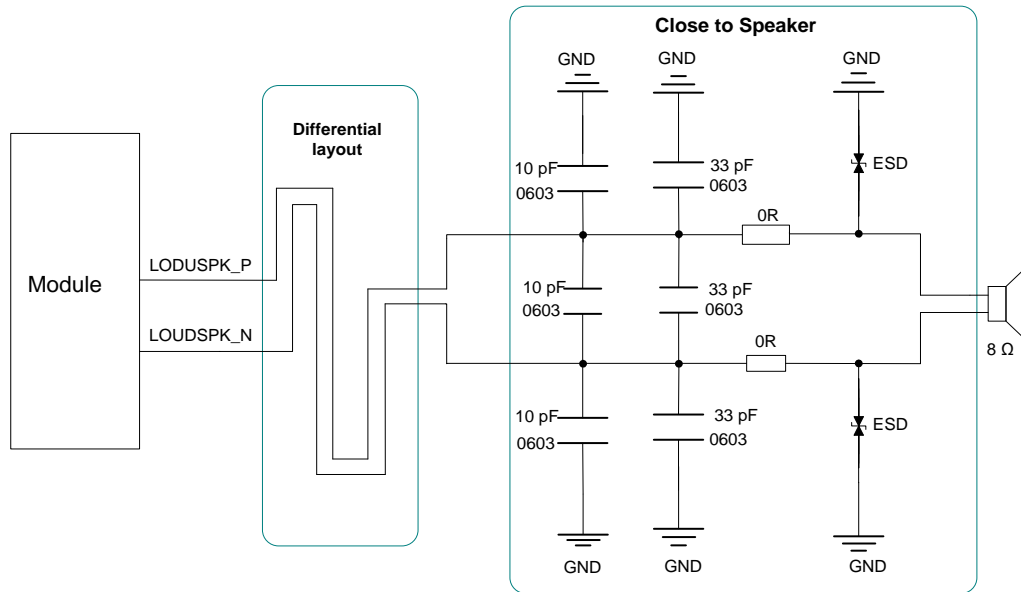 Close to Speaker
GND
GND
GND
Differential
layout
10 pF
0603
33 pF
0603
ESD
0R
LODUSPK_P
Module
10 pF
0603
33 pF
0603
LOUDSPK_N
0R
8 Ω
10 pF
0603
33 pF
0603
ESD
GND
GND
GND